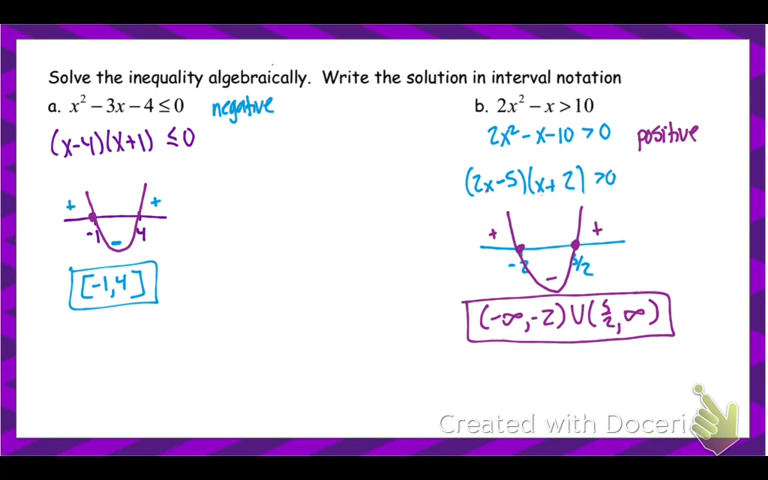 Solve the inequality algebraically. Write the solution in interval notation
a. x² − 3x − 4 ≤ 0 negative
(x-4)(x+1) ≤ 0
+ +
-1 - 4
[-1,4]
b. 2x² − x > 10
2x² - x - 10 > 0 positive
(2x-5)(x+2) > 0
+ +
-2 - 5/2
(-∞,-2)∪(5/2,∞)
Created with Doceri